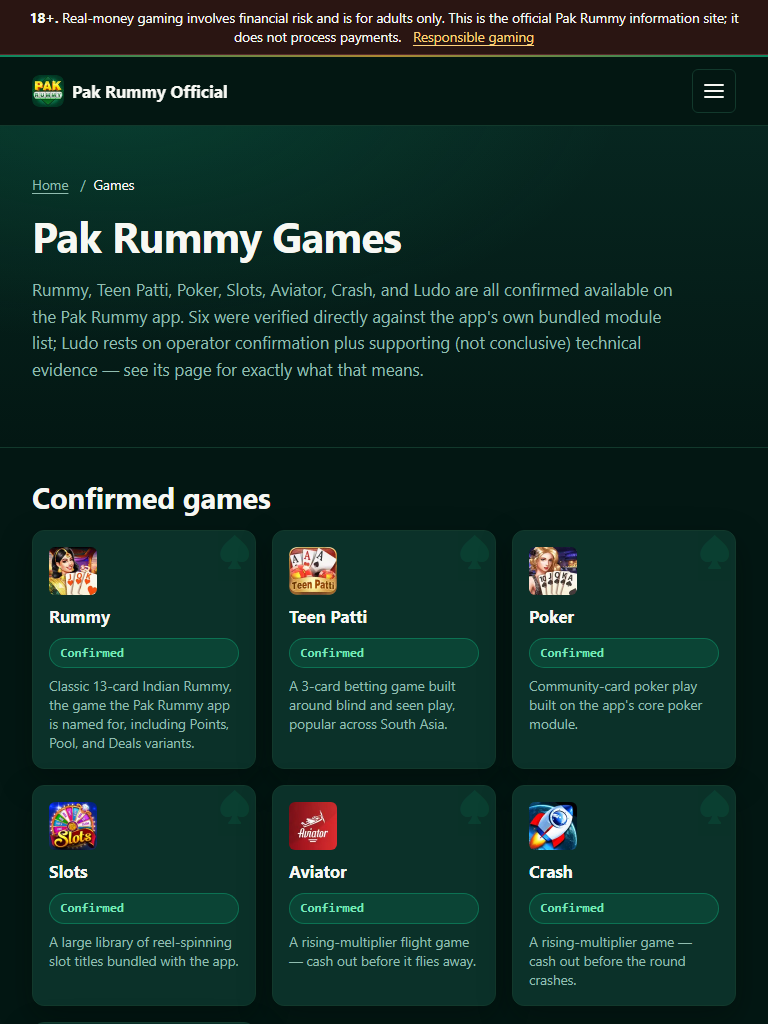 18+. Real-money gaming involves financial risk and is for adults only. This is the official Pak Rummy information site; it
does not process payments. Responsible gaming
PAK
RUMMY
Pak Rummy Official
Home / Games
Pak Rummy Games
Rummy, Teen Patti, Poker, Slots, Aviator, Crash, and Ludo are all confirmed available on
the Pak Rummy app. Six were verified directly against the app's own bundled module
list; Ludo rests on operator confirmation plus supporting (not conclusive) technical
evidence — see its page for exactly what that means.
Confirmed games
Rummy
Confirmed
Classic 13-card Indian Rummy,
the game the Pak Rummy app
is named for, including Points,
Pool, and Deals variants.
A A A
Teen Patti
Teen Patti
Confirmed
A 3-card betting game built
around blind and seen play,
popular across South Asia.
10 J Q K A
Poker
Confirmed
Community-card poker play
built on the app's core poker
module.
Slots
Slots
Confirmed
A large library of reel-spinning
slot titles bundled with the app.
Aviator
Aviator
Confirmed
A rising-multiplier flight game
— cash out before it flies away.
Crash
Confirmed
A rising-multiplier game —
cash out before the round
crashes.